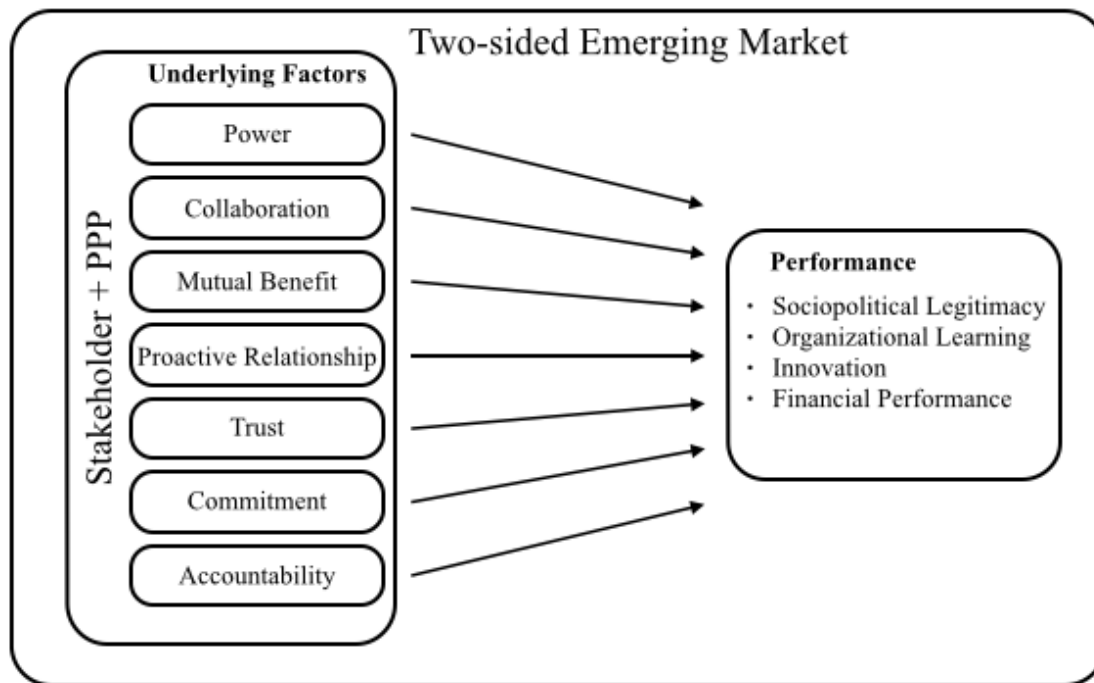 Two-sided Emerging Market
Stakeholder + PPP
Underlying Factors
Power
Collaboration
Mutual Benefit
Proactive Relationship
Trust
Commitment
Accountability
Performance
· Sociopolitical Legitimacy
· Organizational Learning
· Innovation
· Financial Performance